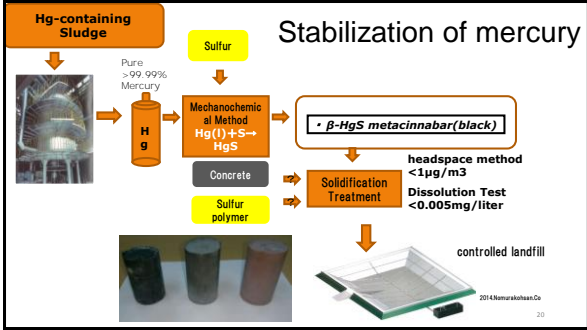 Stabilization of mercury
Hg-containing
Sludge
Pure
>99.99%
Mercury
H
g
Sulfur
Mechanochemic
al Method
Hg(l)+S→
HgS
• β-HgS metacinnabar(black)
Concrete
?
Sulfur
polymer
?
Solidification
Treatment
headspace method
<1μg/m3
Dissolution Test
<0.005mg/liter
controlled landfill
2014.Nomurakohsan.Co
20